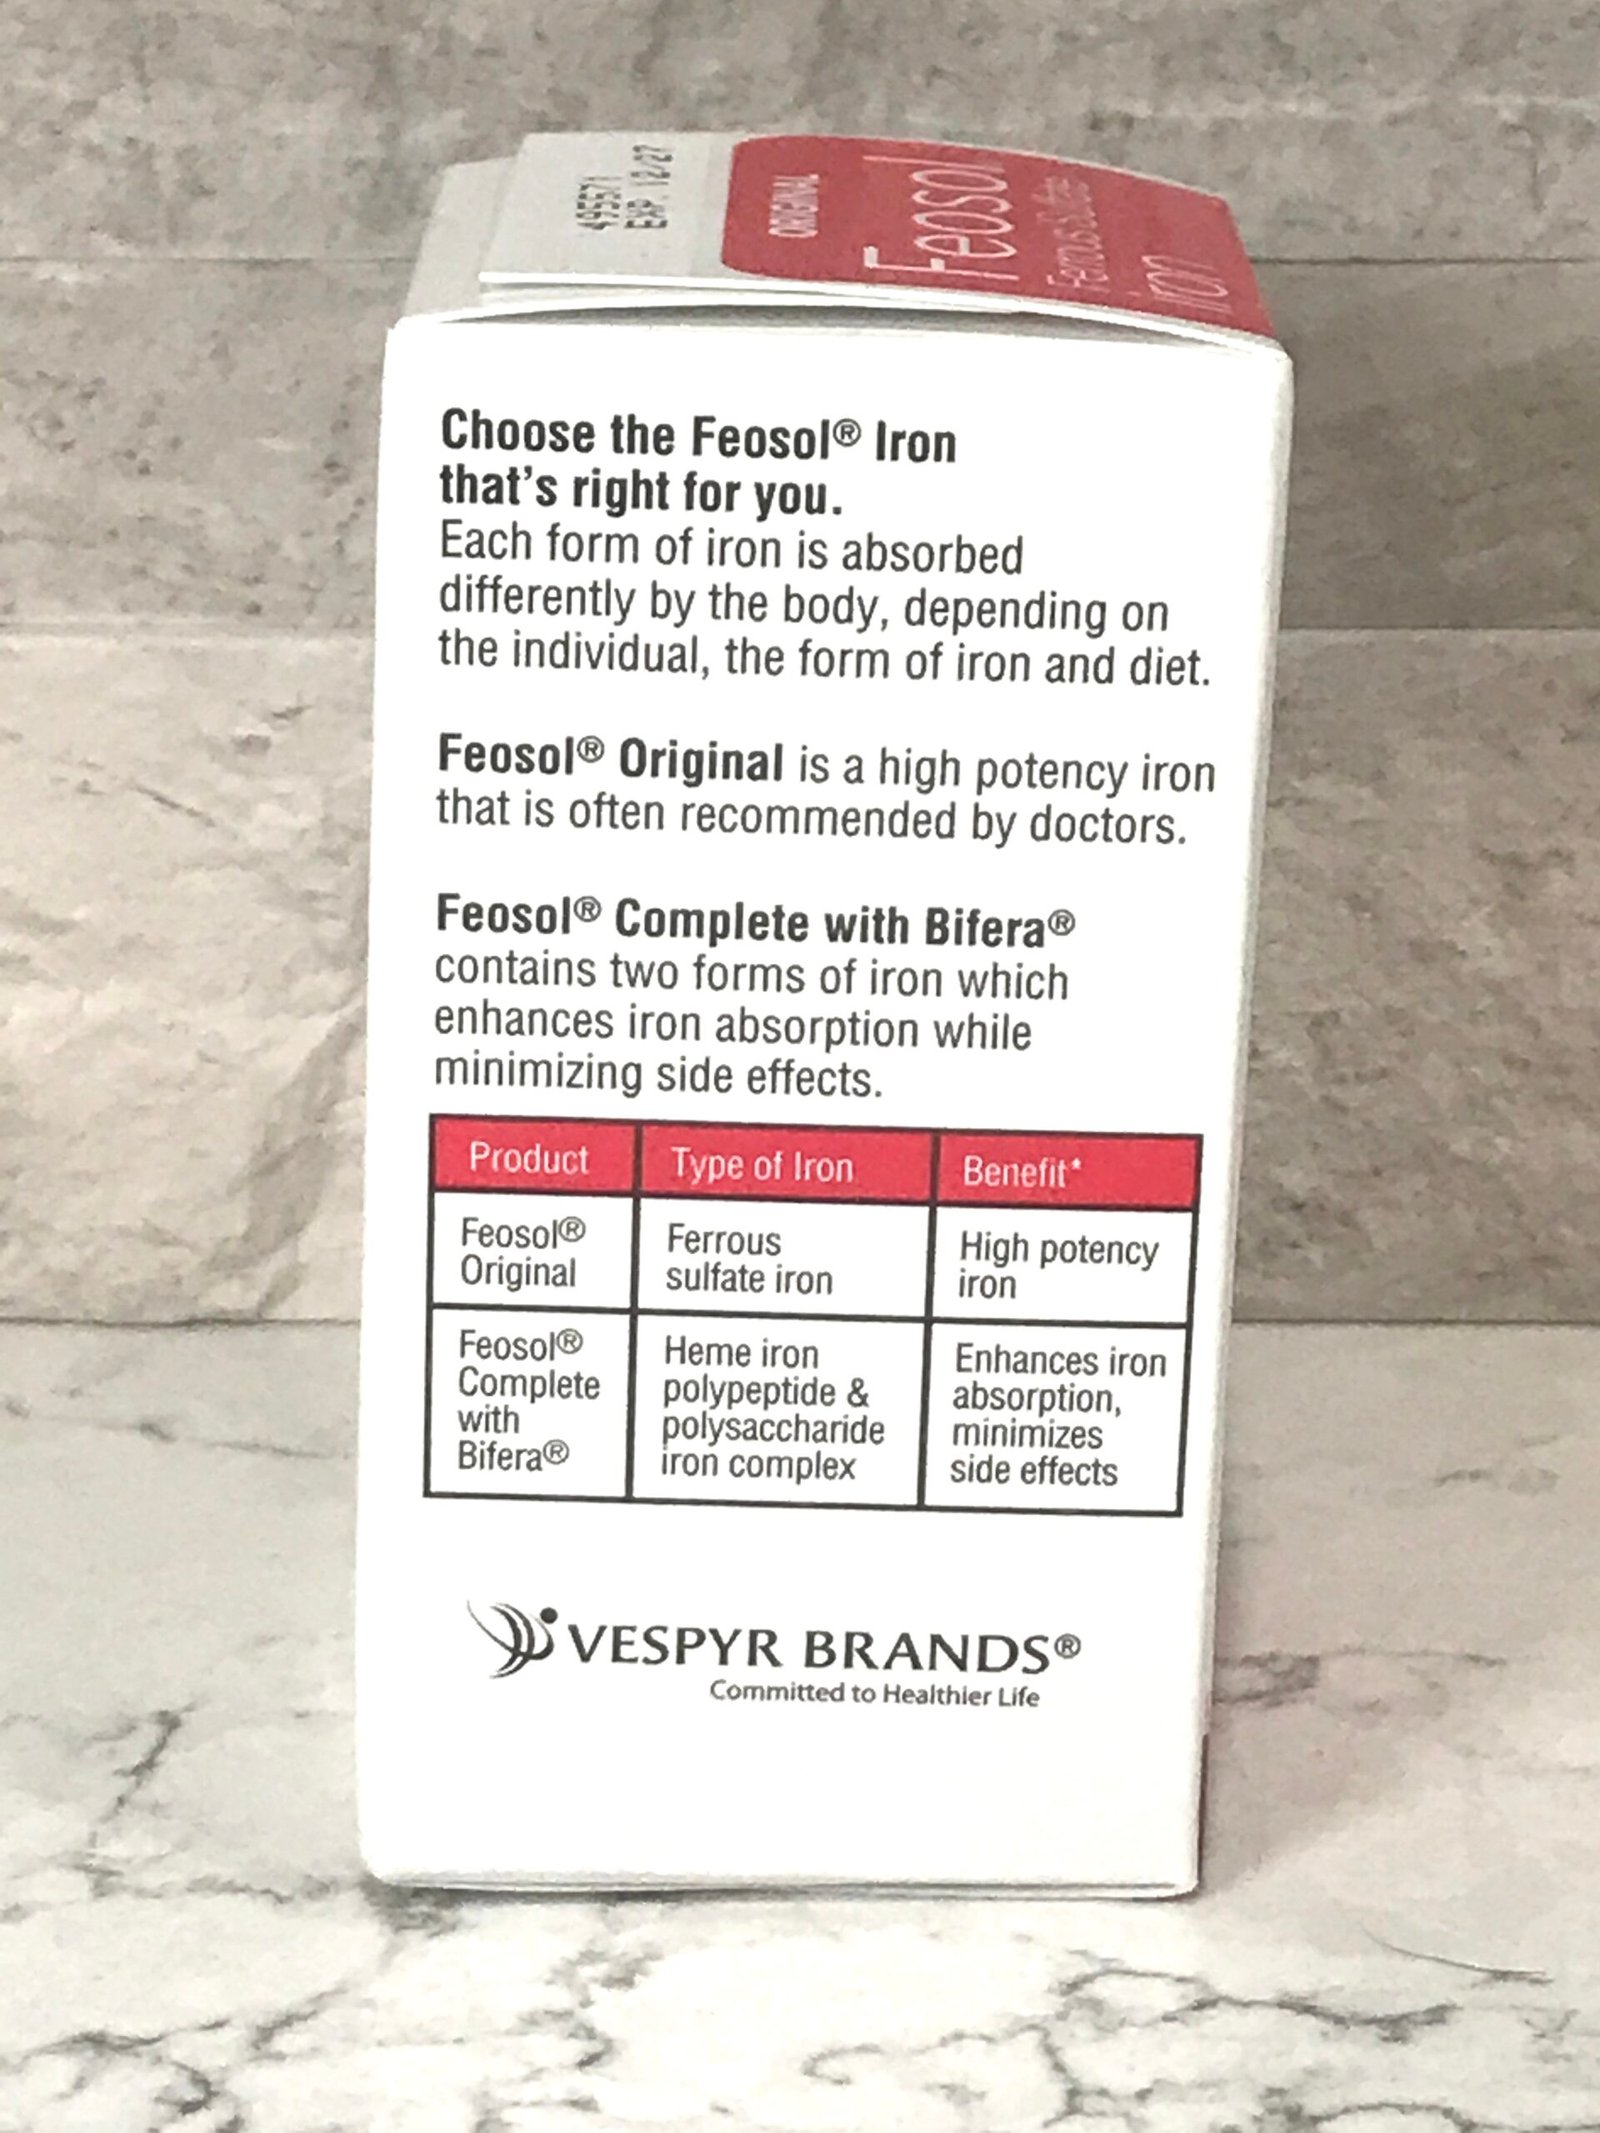 495571
EXP. 12/27
ORIGINAL
Feosol
Ferrous Sulfate
iron
Choose the Feosol® Iron
that's right for you.
Each form of iron is absorbed
differently by the body, depending on
the individual, the form of iron and diet.
Feosol® Original is a high potency iron
that is often recommended by doctors.
Feosol® Complete with Bifera®
contains two forms of iron which
enhances iron absorption while
minimizing side effects.
Product Type of Iron Benefit*
Feosol® Original
Ferrous sulfate iron
High potency iron
Feosol® Complete with Bifera®
Heme iron polypeptide & polysaccharide iron complex
Enhances iron absorption, minimizes side effects
VESPYR BRANDS®
Committed to Healthier Life